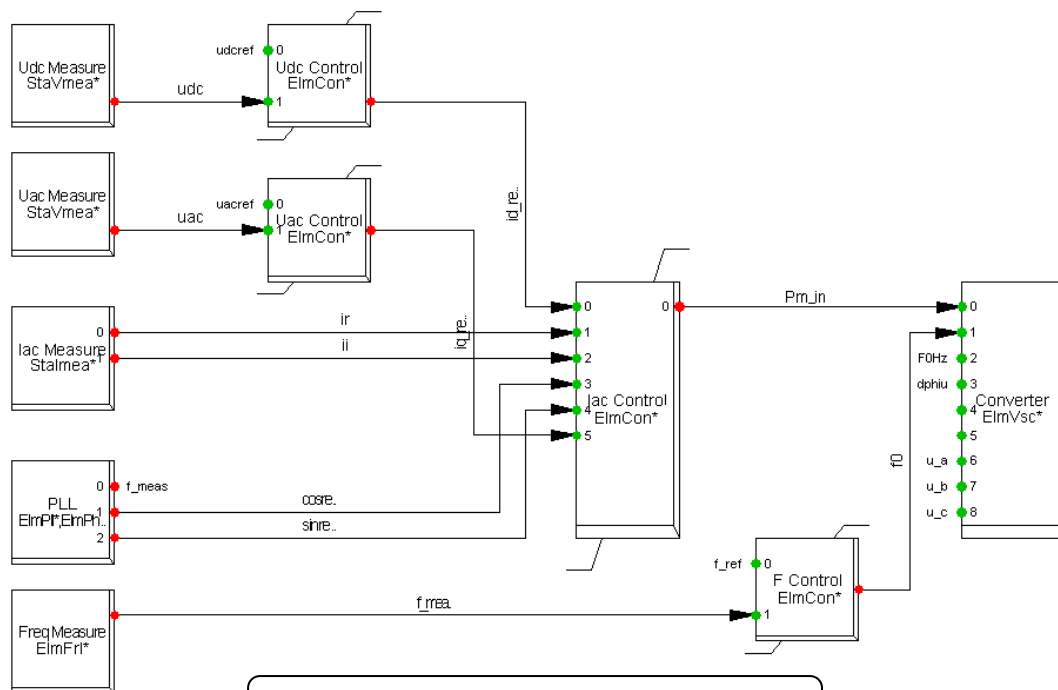 Udc Measure
StaVmea*
udc
udcref
0
1
Udc Control
ElmCon*
Uac Measure
StaVmea*
uac
uacref
0
1
Uac Control
ElmCon*
id_re..
iq_re..
Iac Measure
StaImea*
0
1
ir
ii
PLL
ElmPll*,ElmPh..
0
1
2
f_meas
cosre..
sinre..
Freq Measure
ElmFrl*
f_mea.
0
1
2
3
4
5
0
Iac Control
ElmCon*
Pm_in
f_ref
0
1
F Control
ElmCon*
f0
0
1
F0Hz
2
dphiu
3
Converter
ElmVsc*
4
5
u_a
6
u_b
7
u_c
8